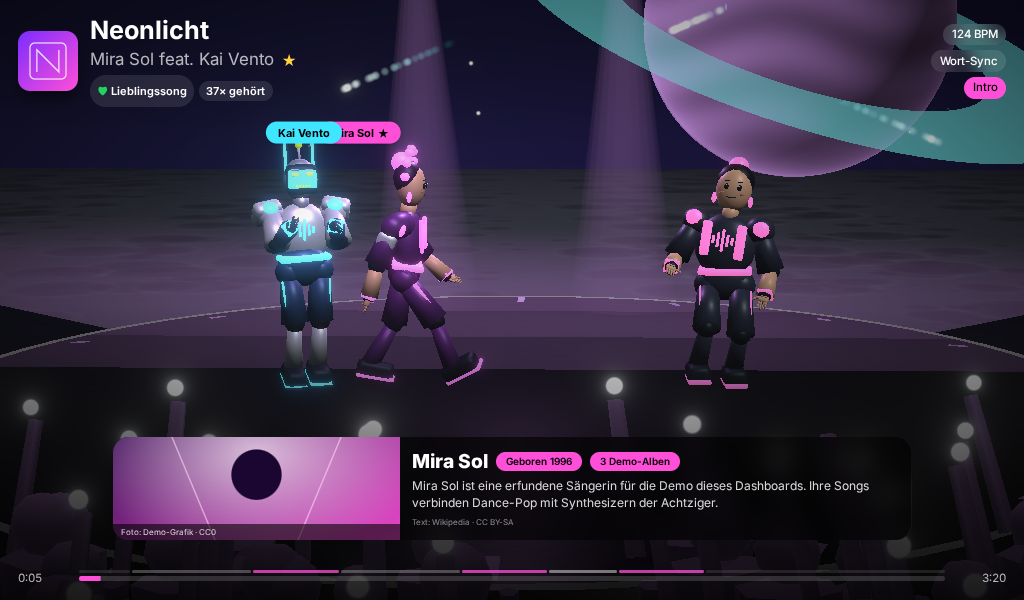 Neonlicht
Mira Sol feat. Kai Vento ★
Lieblingssong
37× gehört
124 BPM
Wort-Sync
Intro
Kai Vento
ira Sol ★
Mira Sol
Geboren 1996
3 Demo-Alben
Mira Sol ist eine erfundene Sängerin für die Demo dieses Dashboards. Ihre Songs
verbinden Dance-Pop mit Synthesizern der Achtziger.
Text: Wikipedia · CC BY-SA
Foto: Demo-Grafik · CC0
0:05
3:20